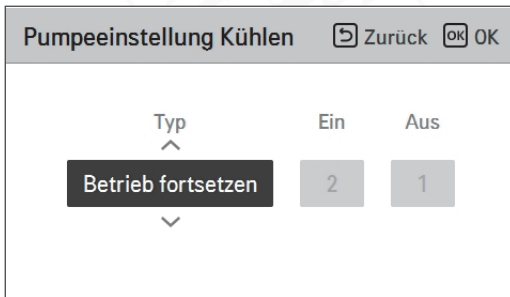 Pumpeeinstellung Kühlen Zurück OK OK
Typ Ein Aus
Betrieb fortsetzen 2 1